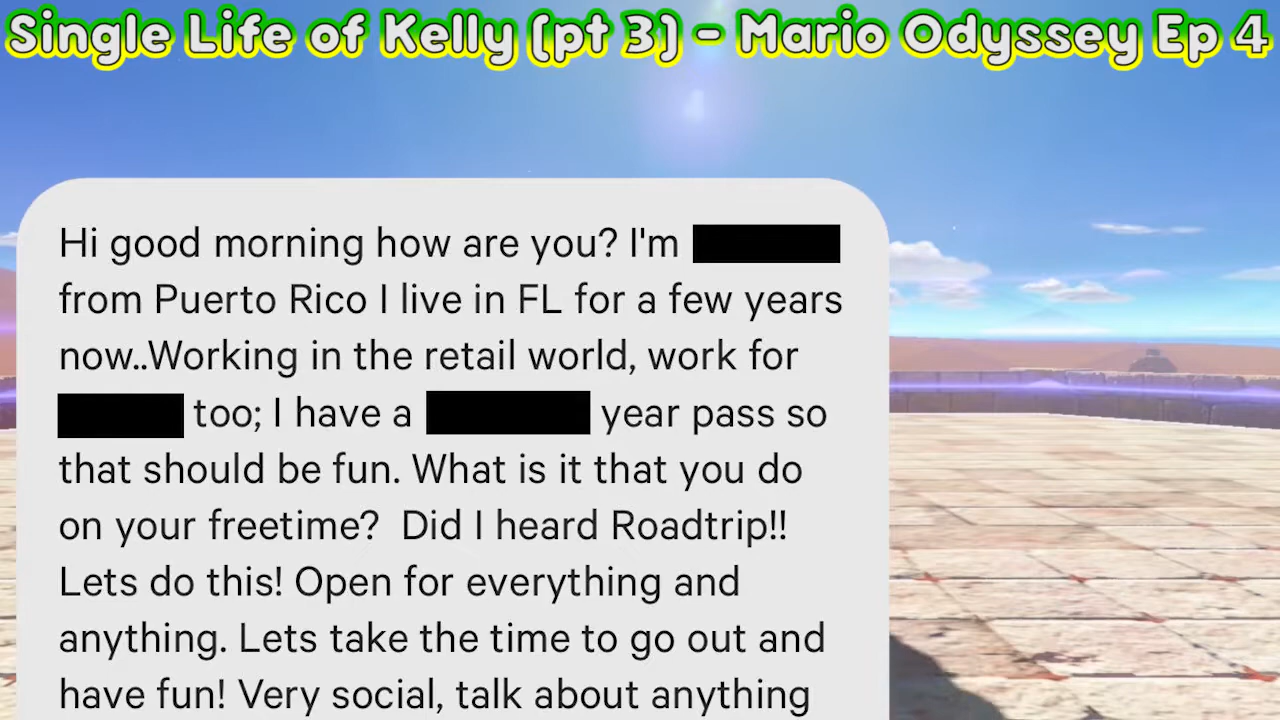 Single Life of Kelly (pt 3) - Mario Odyssey Ep 4
Hi good morning how are you? I'm
from Puerto Rico I live in FL for a few years
now..Working in the retail world, work for
too; I have a year pass so
that should be fun. What is it that you do
on your freetime?  Did I heard Roadtrip!!
Lets do this! Open for everything and
anything. Lets take the time to go out and
have fun! Very social, talk about anything